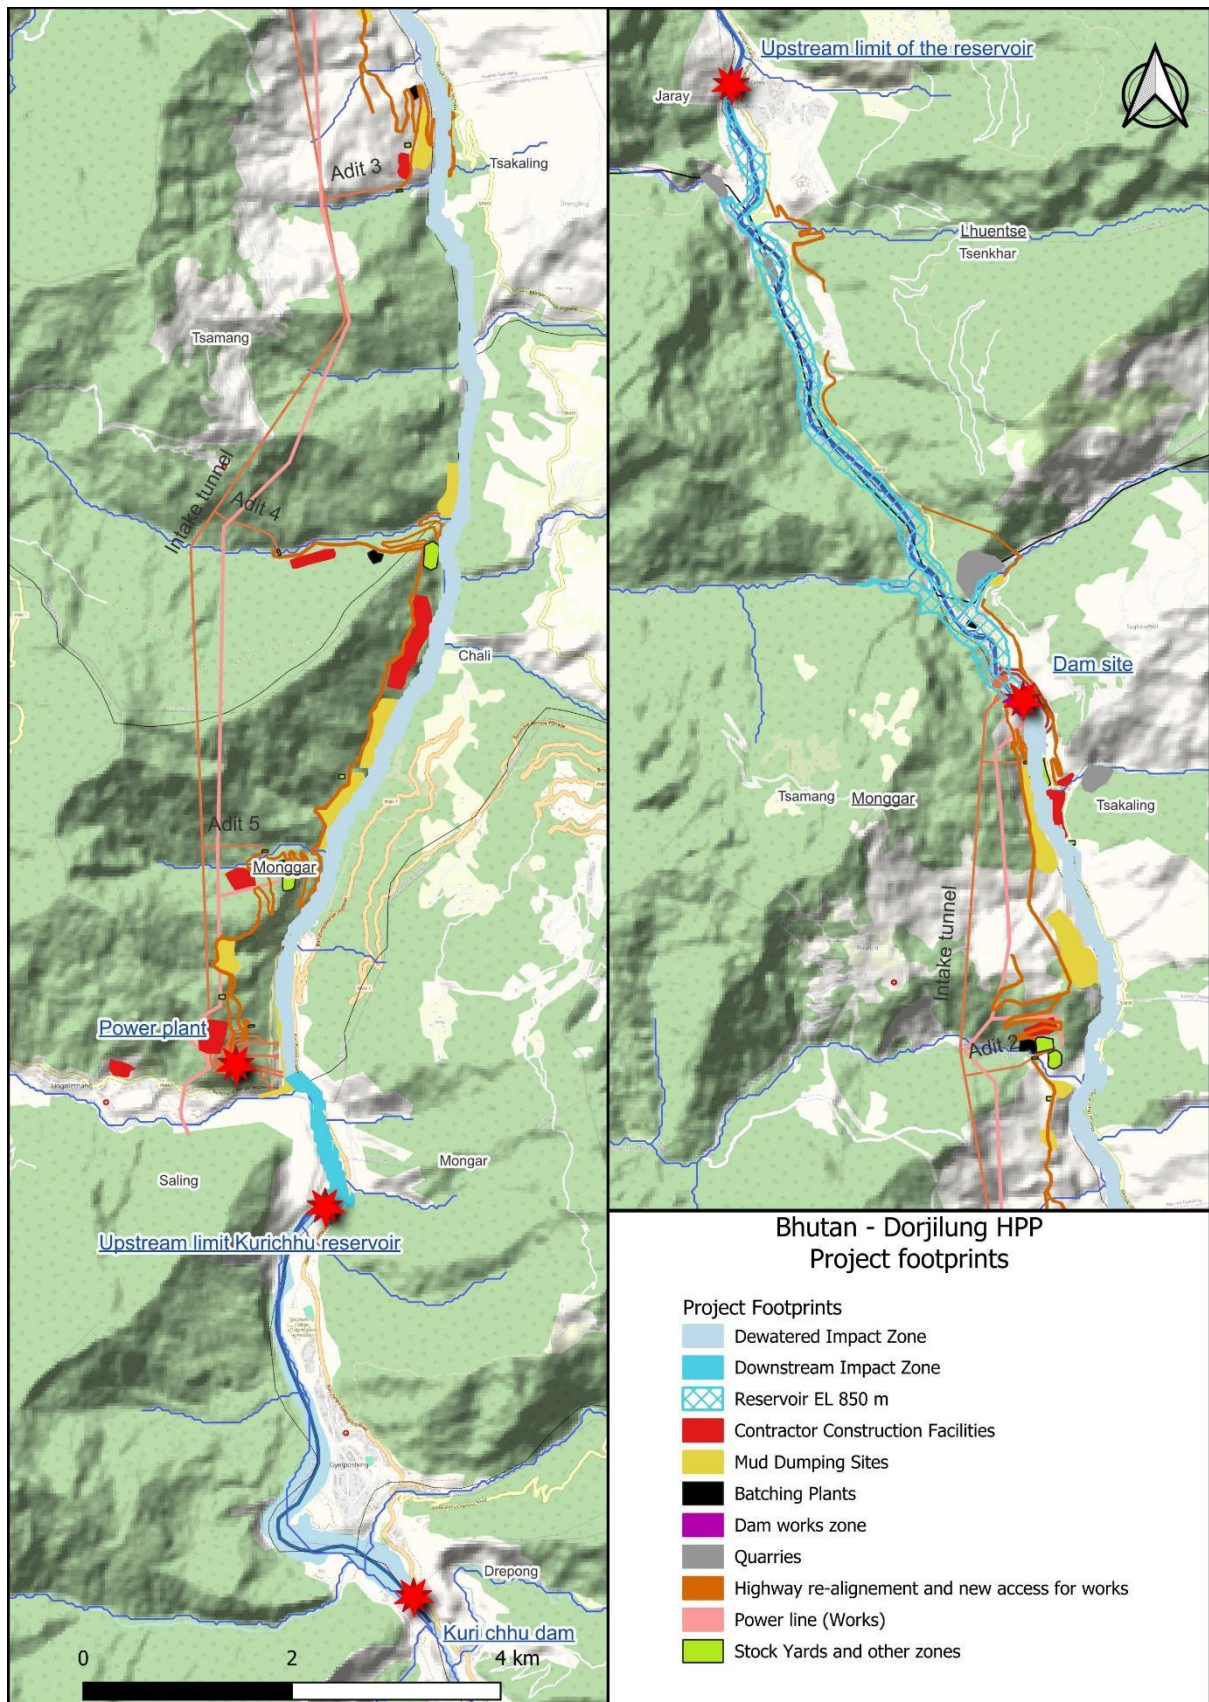 Adit 3
Tsakaling
Tsamang
Intake tunnel
Adit 4
Chali
Adit 5
Monggar
Power plant
Lingmethang
Mongar
Saling
Upstream limit Kurichhu reservoir
Gyelposhing
Drepong
Kuri chhu dam
0 2 4 km
Upstream limit of the reservoir
Jaray
Lhuentse
Tsenkhar
Dam site
Tsamang Monggar
Tsakaling
Intake tunnel
Adit 2
Bhutan - Dorjilung HPP
Project footprints
Project Footprints
Dewatered Impact Zone
Downstream Impact Zone
Reservoir EL 850 m
Contractor Construction Facilities
Mud Dumping Sites
Batching Plants
Dam works zone
Quarries
Highway re-alignement and new access for works
Power line (Works)
Stock Yards and other zones